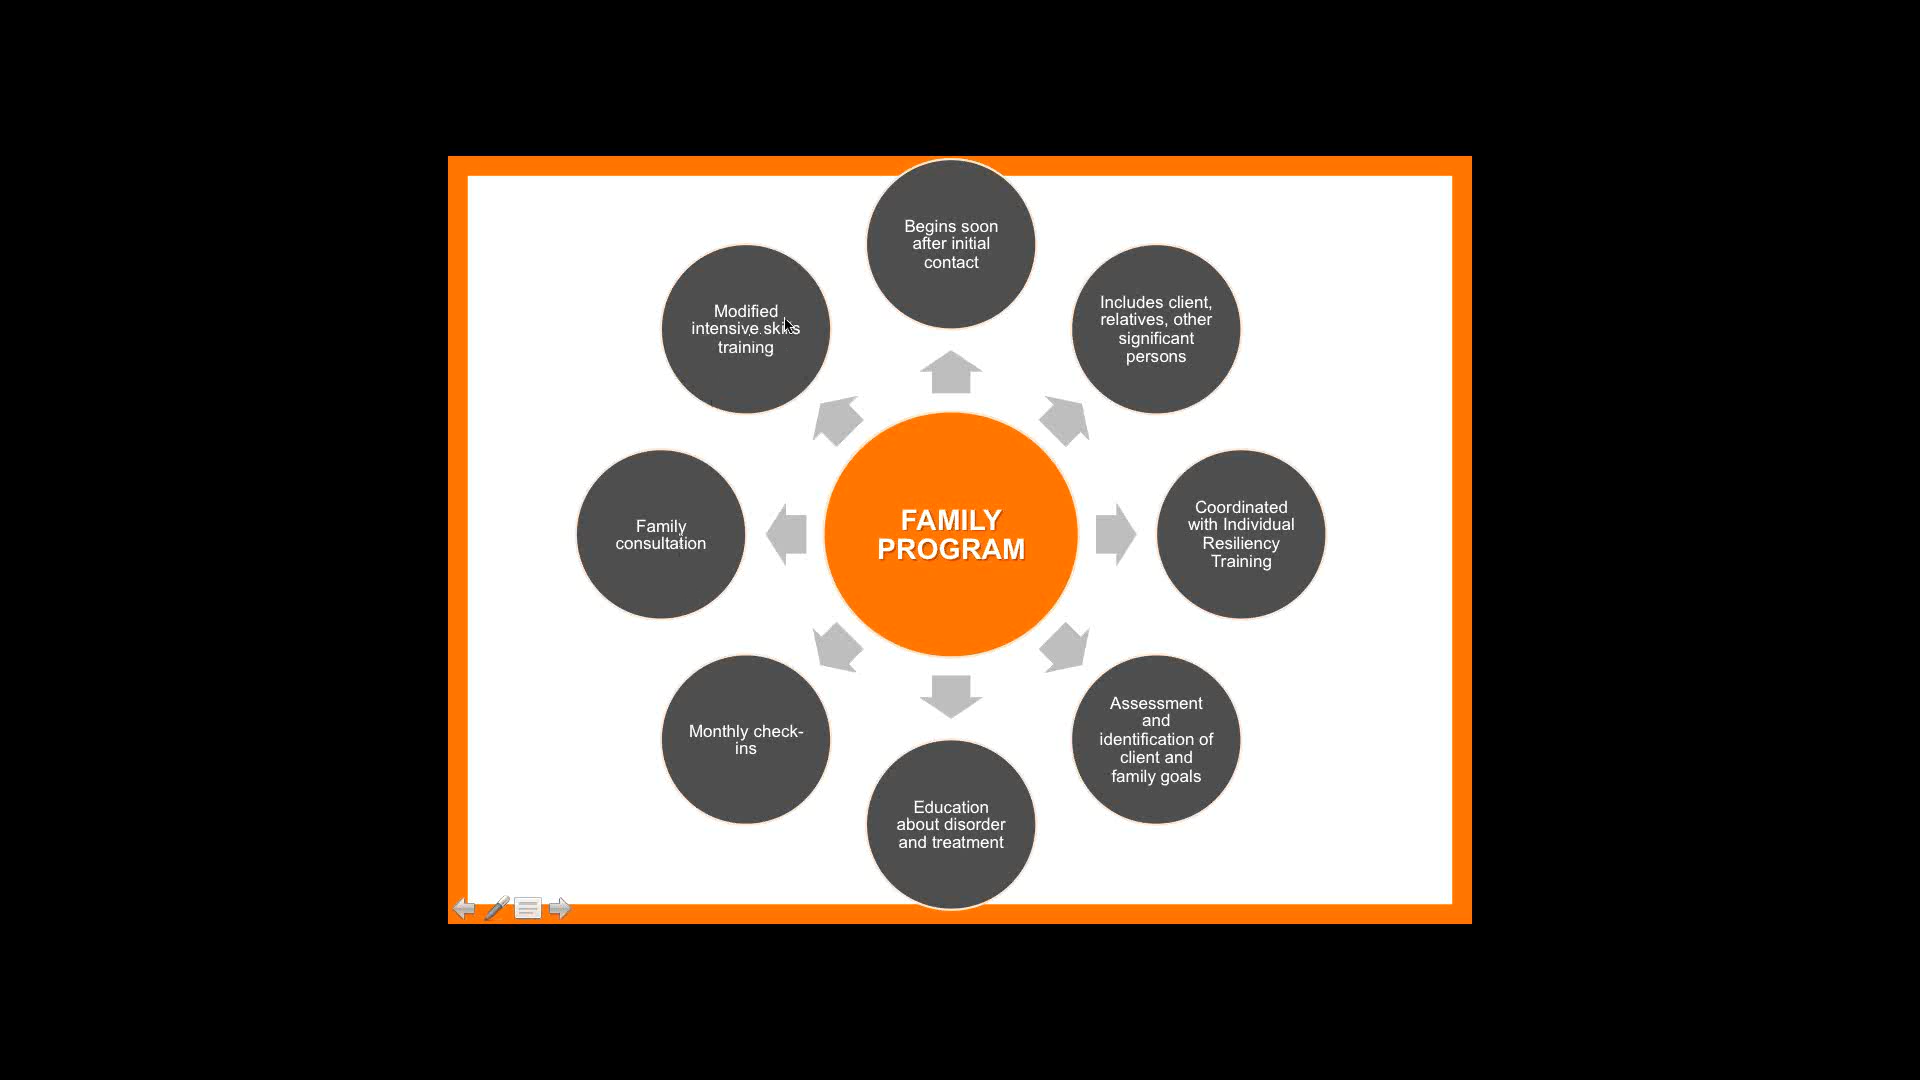 Begins soon
after initial
contact
Includes client,
relatives, other
significant
persons
Coordinated
with Individual
Resiliency
Training
Assessment
and
identification of
client and
family goals
Education
about disorder
and treatment
Monthly check-
ins
Family
consultation
Modified
intensive skills
training
FAMILY
PROGRAM